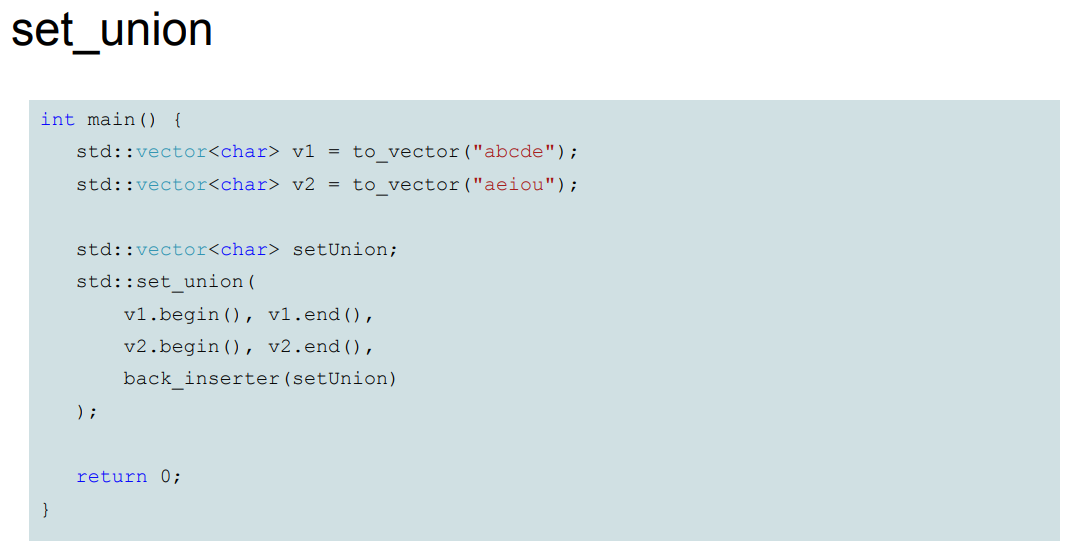 set_union
int main() {
   std::vector<char> v1 = to_vector("abcde");
   std::vector<char> v2 = to_vector("aeiou");

   std::vector<char> setUnion;
   std::set_union(
       v1.begin(), v1.end(),
       v2.begin(), v2.end(),
       back_inserter(setUnion)
   );

   return 0;
}